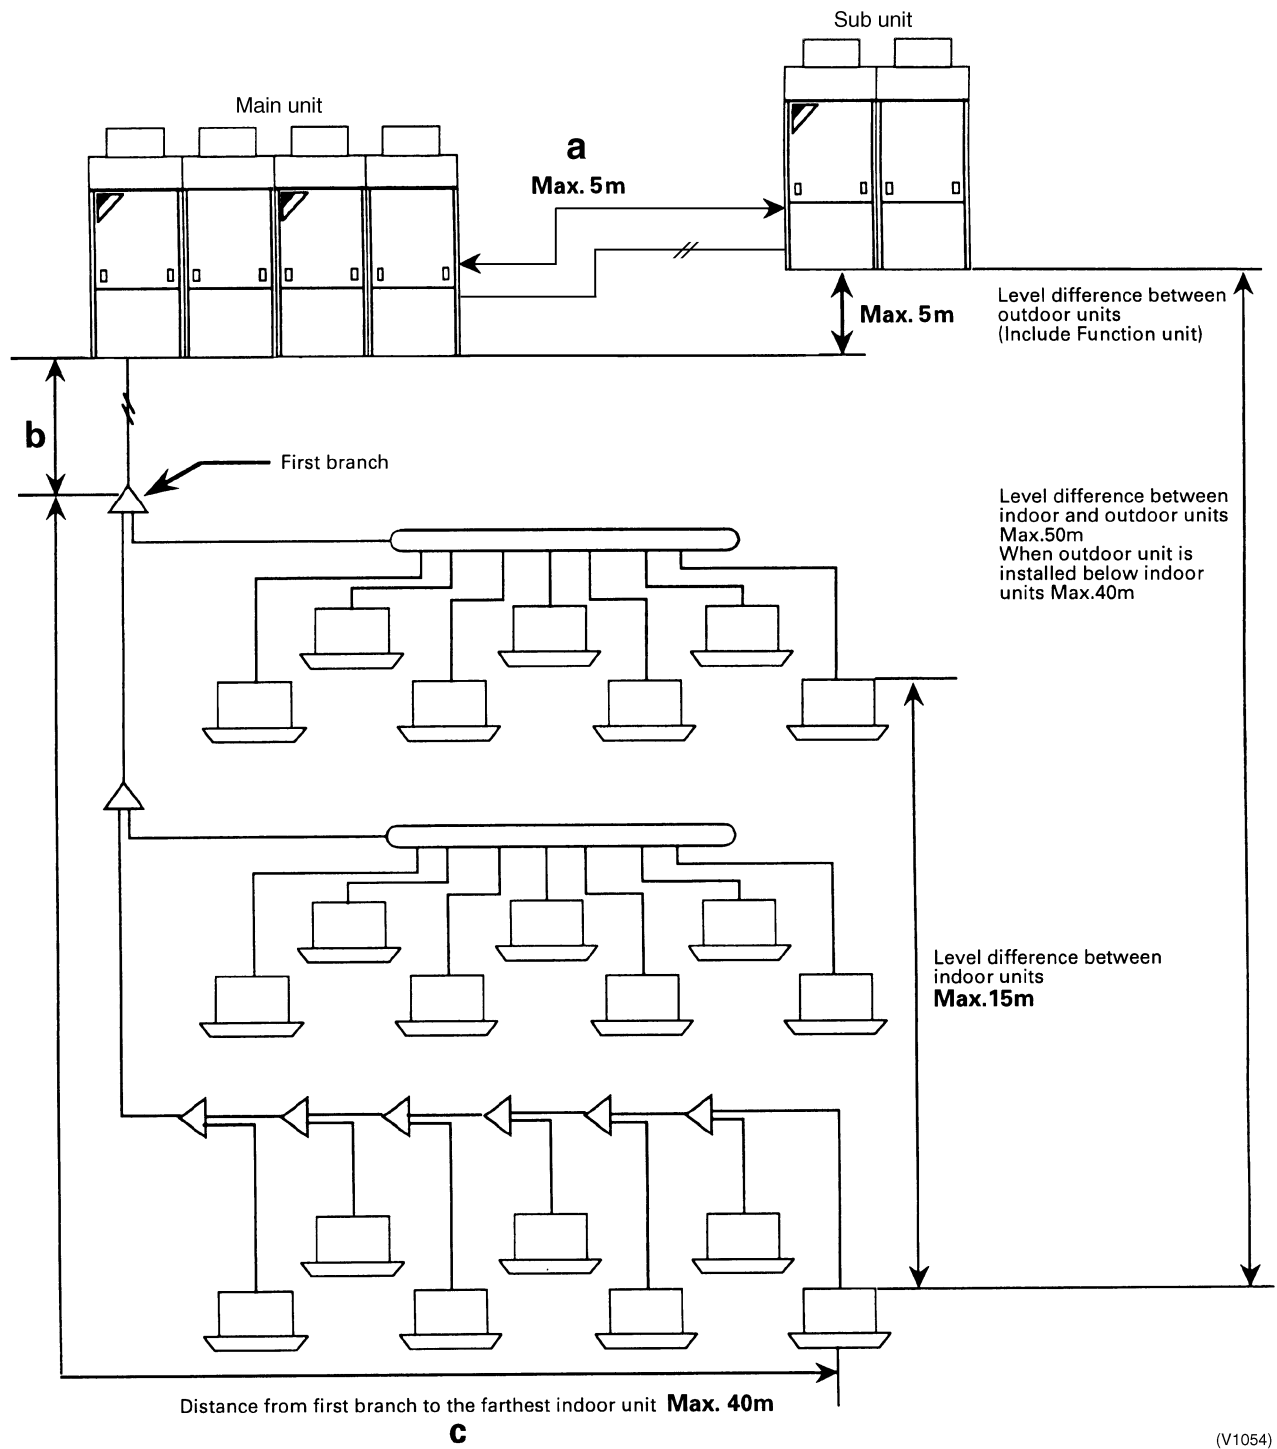 Sub unit
Main unit
a
Max. 5m
Max. 5m
Level difference between
outdoor units
(Include Function unit)
b
First branch
Level difference between
indoor and outdoor units
Max.50m
When outdoor unit is
installed below indoor
units Max.40m
Level difference between
indoor units
Max.15m
Distance from first branch to the farthest indoor unit Max. 40m
c
(V1054)